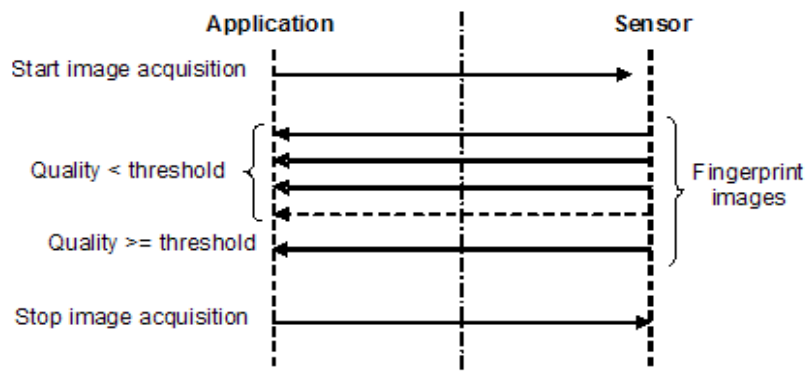 Application
Sensor
Start image acquisition
Quality < threshold
Fingerprint
images
Quality >= threshold
Stop image acquisition